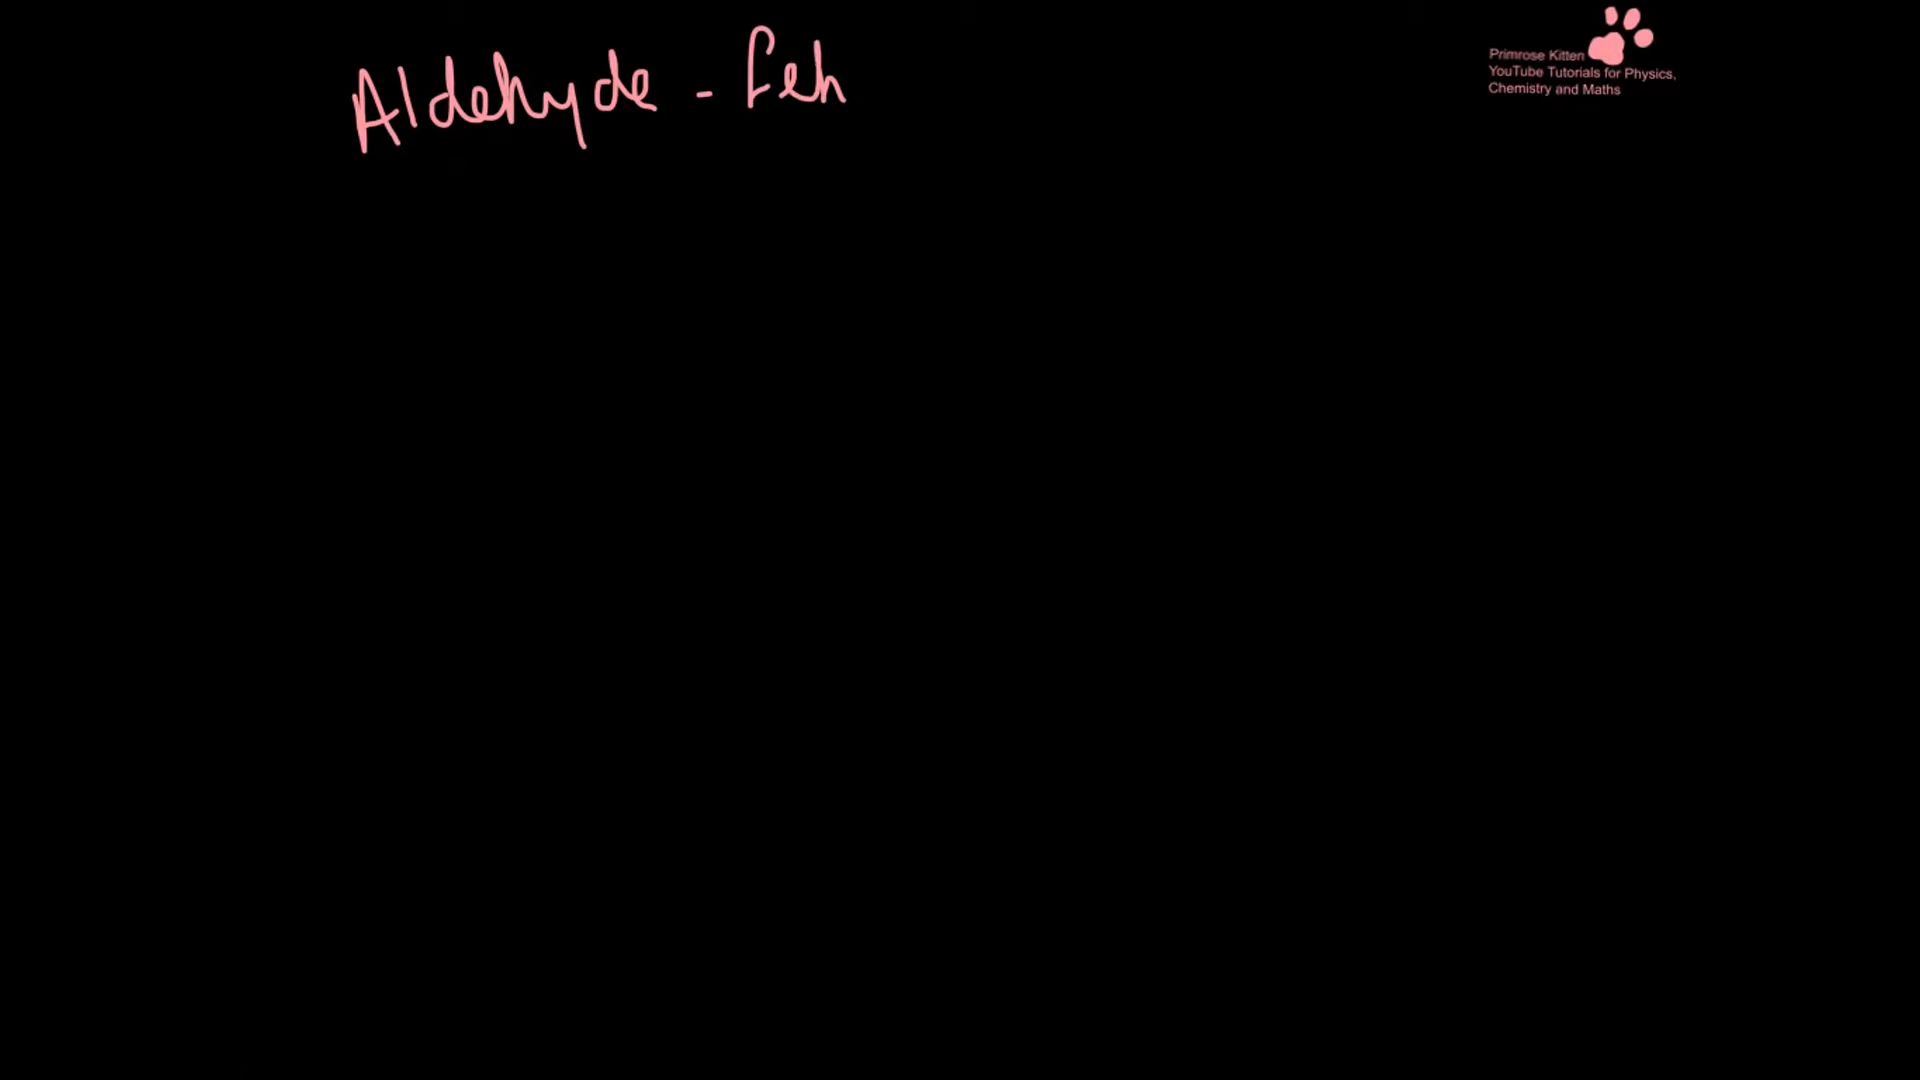 Aldehyde - Feh
Primrose Kitten
YouTube Tutorials for Physics,
Chemistry and Maths